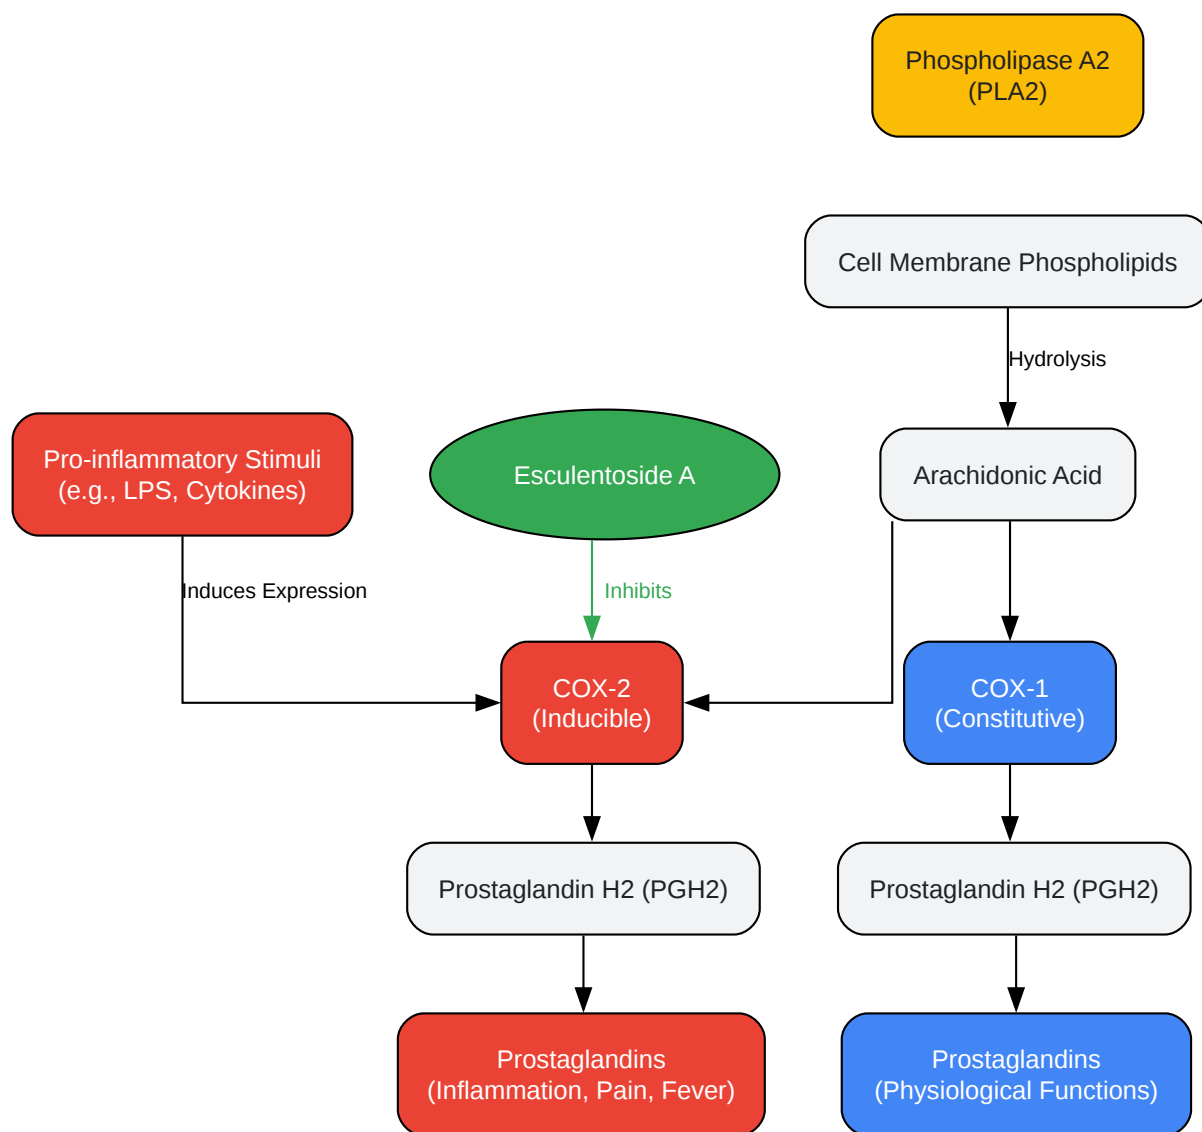 Phospholipase A2
(PLA2)
Cell Membrane Phospholipids
Hydrolysis
Pro-inflammatory Stimuli
(e.g., LPS, Cytokines)
Esculentoside A
Arachidonic Acid
Induces Expression
Inhibits
COX-2
(Inducible)
COX-1
(Constitutive)
Prostaglandin H2 (PGH2)
Prostaglandin H2 (PGH2)
Prostaglandins
(Inflammation, Pain, Fever)
Prostaglandins
(Physiological Functions)